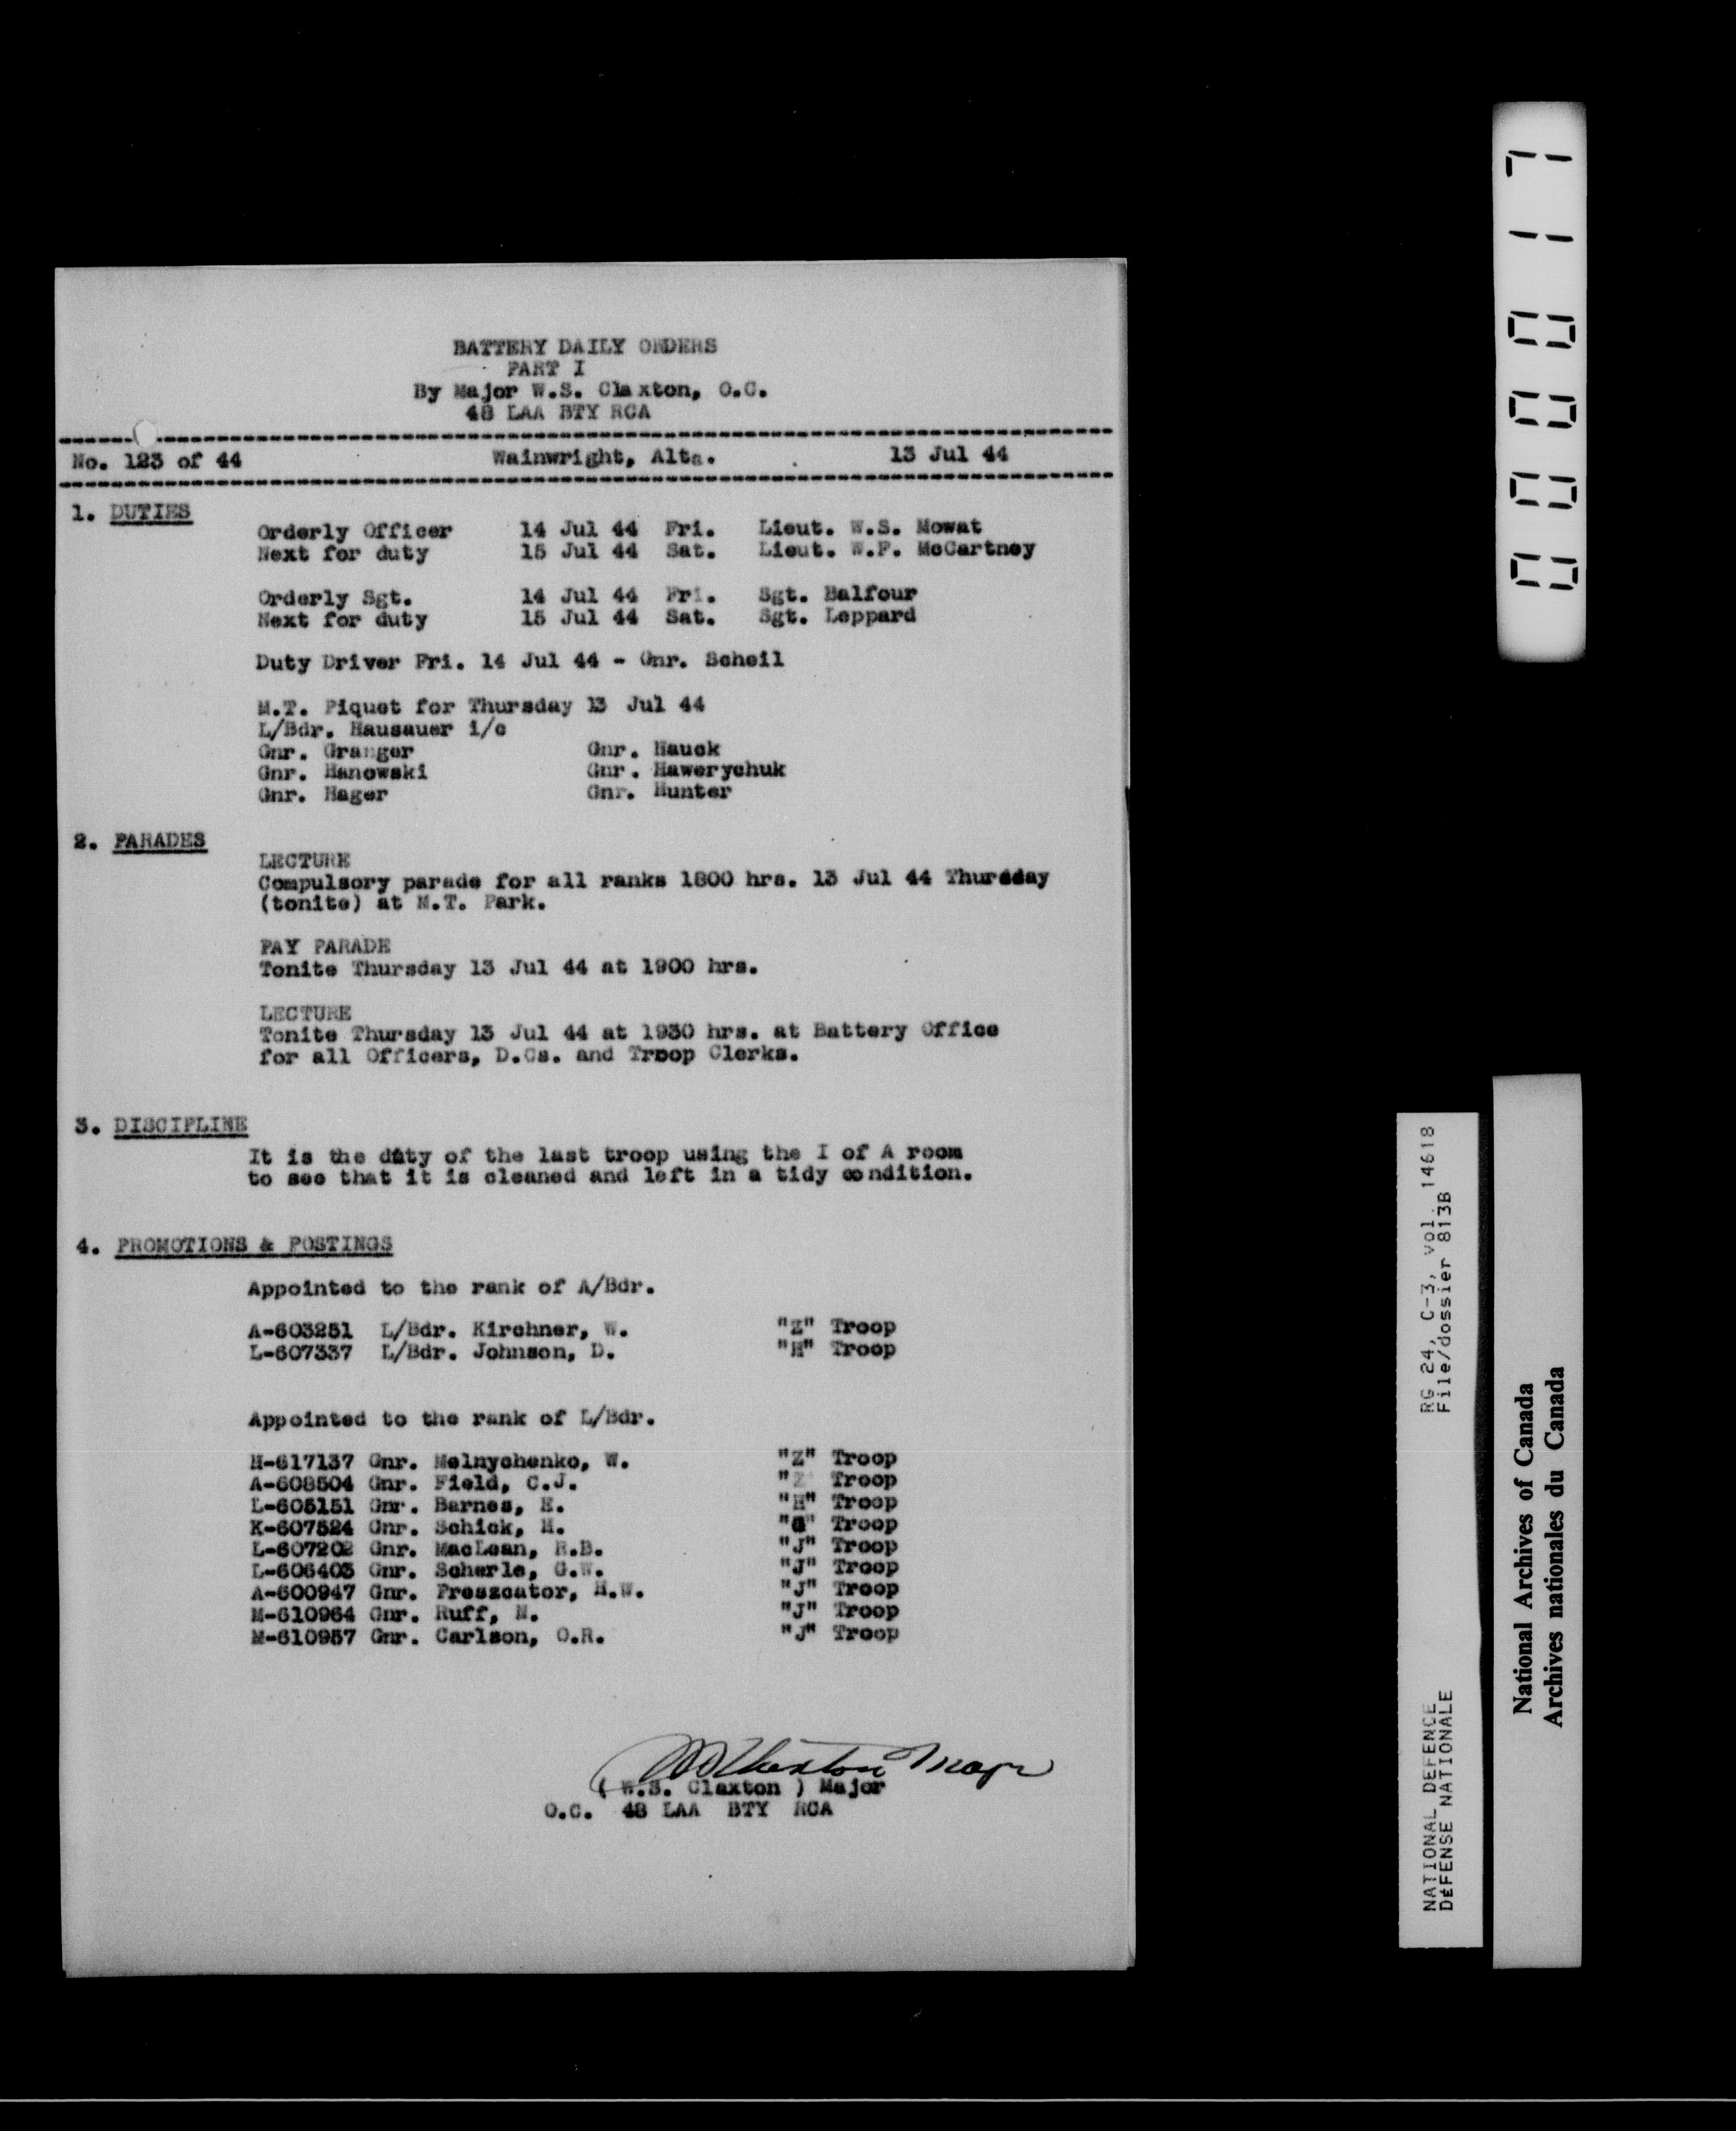 BATTERY DAILY ORDERS
PART I
By Major W.S. Claxton, O.C.
48 LAA BTY RCA
No. 123 of 44 Wainwright, Alta. 13 Jul 44
1. DUTIES
Orderly Officer 14 Jul 44 Fri. Lieut. W.S. Mowat
Next for duty 15 Jul 44 Sat. Lieut. W.F. McCartney
Orderly Sgt. 14 Jul 44 Fri. Sgt. Balfour
Next for duty 15 Jul 44 Sat. Sgt. Leppard
Duty Driver Fri. 14 Jul 44 - Gnr. Scheil
M.T. Piquet for Thursday 13 Jul 44
L/Bdr. Hausauer i/c
Gnr. Granger Gnr. Hauck
Gnr. Hanowski Gnr. Hawerychuk
Gnr. Hager Gnr. Hunter
2. PARADES
LECTURE
Compulsory parade for all ranks 1800 hrs. 13 Jul 44 Thursday
(tonite) at M.T. Park.
PAY PARADE
Tonite Thursday 13 Jul 44 at 1900 hrs.
LECTURE
Tonite Thursday 13 Jul 44 at 1930 hrs. at Battery Office
for all Officers, D.Cs. and Troop Clerks.
3. DISCIPLINE
It is the duty of the last troop using the I of A room
to see that it is cleaned and left in a tidy condition.
4. PROMOTIONS & POSTINGS
Appointed to the rank of A/Bdr.
A-603251 L/Bdr. Kirchner, W. "Z" Troop
L-607337 L/Bdr. Johnson, D. "H" Troop
Appointed to the rank of L/Bdr.
H-617137 Gnr. Melnychenko, W. "Z" Troop
A-608504 Gnr. Field, C.J. "Z Troop
L-605151 Gnr. Barnes, E. "H" Troop
K-607524 Gnr. Schick, M. "G" Troop
L-607202 Gnr. MacLean, R.B. "J" Troop
L-606403 Gnr. Scherle, G.W. "J" Troop
A-600947 Gnr. Preszcator, H.W. "J" Troop
M-610964 Gnr. Ruff, N. "J" Troop
M-610957 Gnr. Carlson, O.R. "J" Troop
WSClaxton Major
( W.S. Claxton ) Major
O.C. 48 LAA BTY RCA
000017
RG 24, C-3, vol. 14618
File/dossier 813B
NATIONAL DEFENCE
DÉFENSE NATIONALE
National Archives of Canada
Archives nationales du Canada